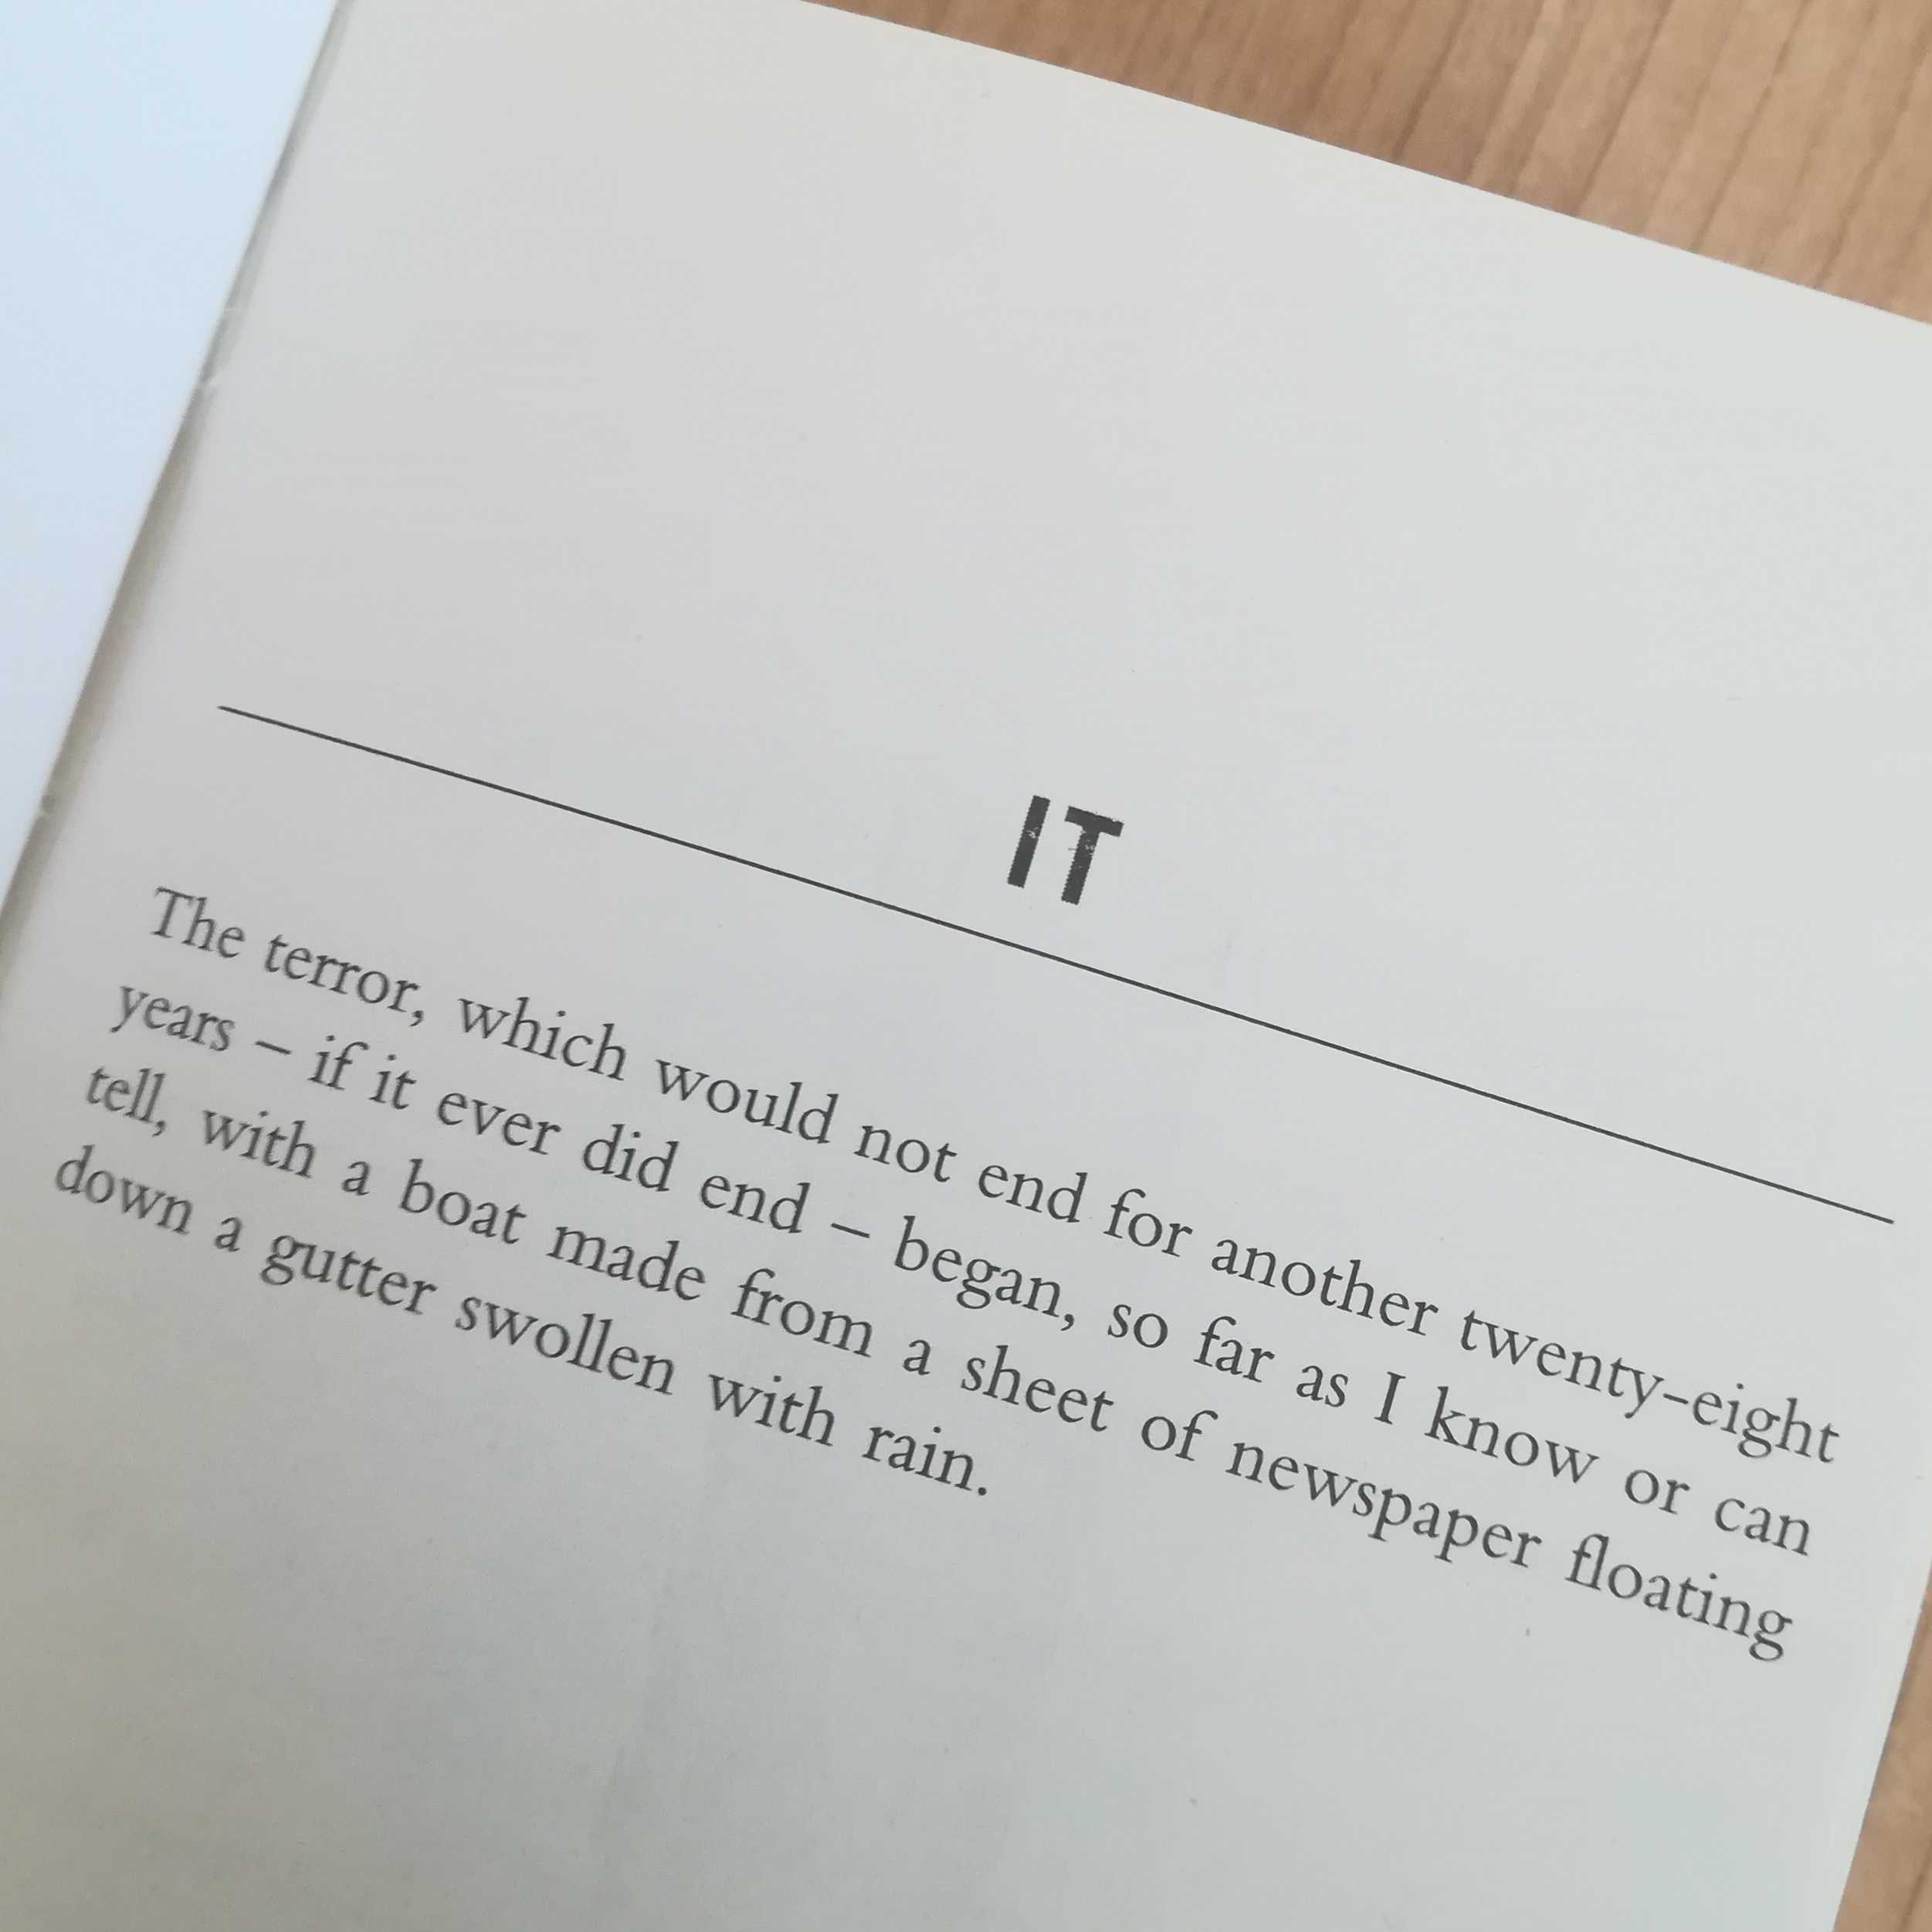 IT
The terror, which would not end for another twenty-eight
years – if it ever did end – began, so far as I know or can
tell, with a boat made from a sheet of newspaper floating
down a gutter swollen with rain.